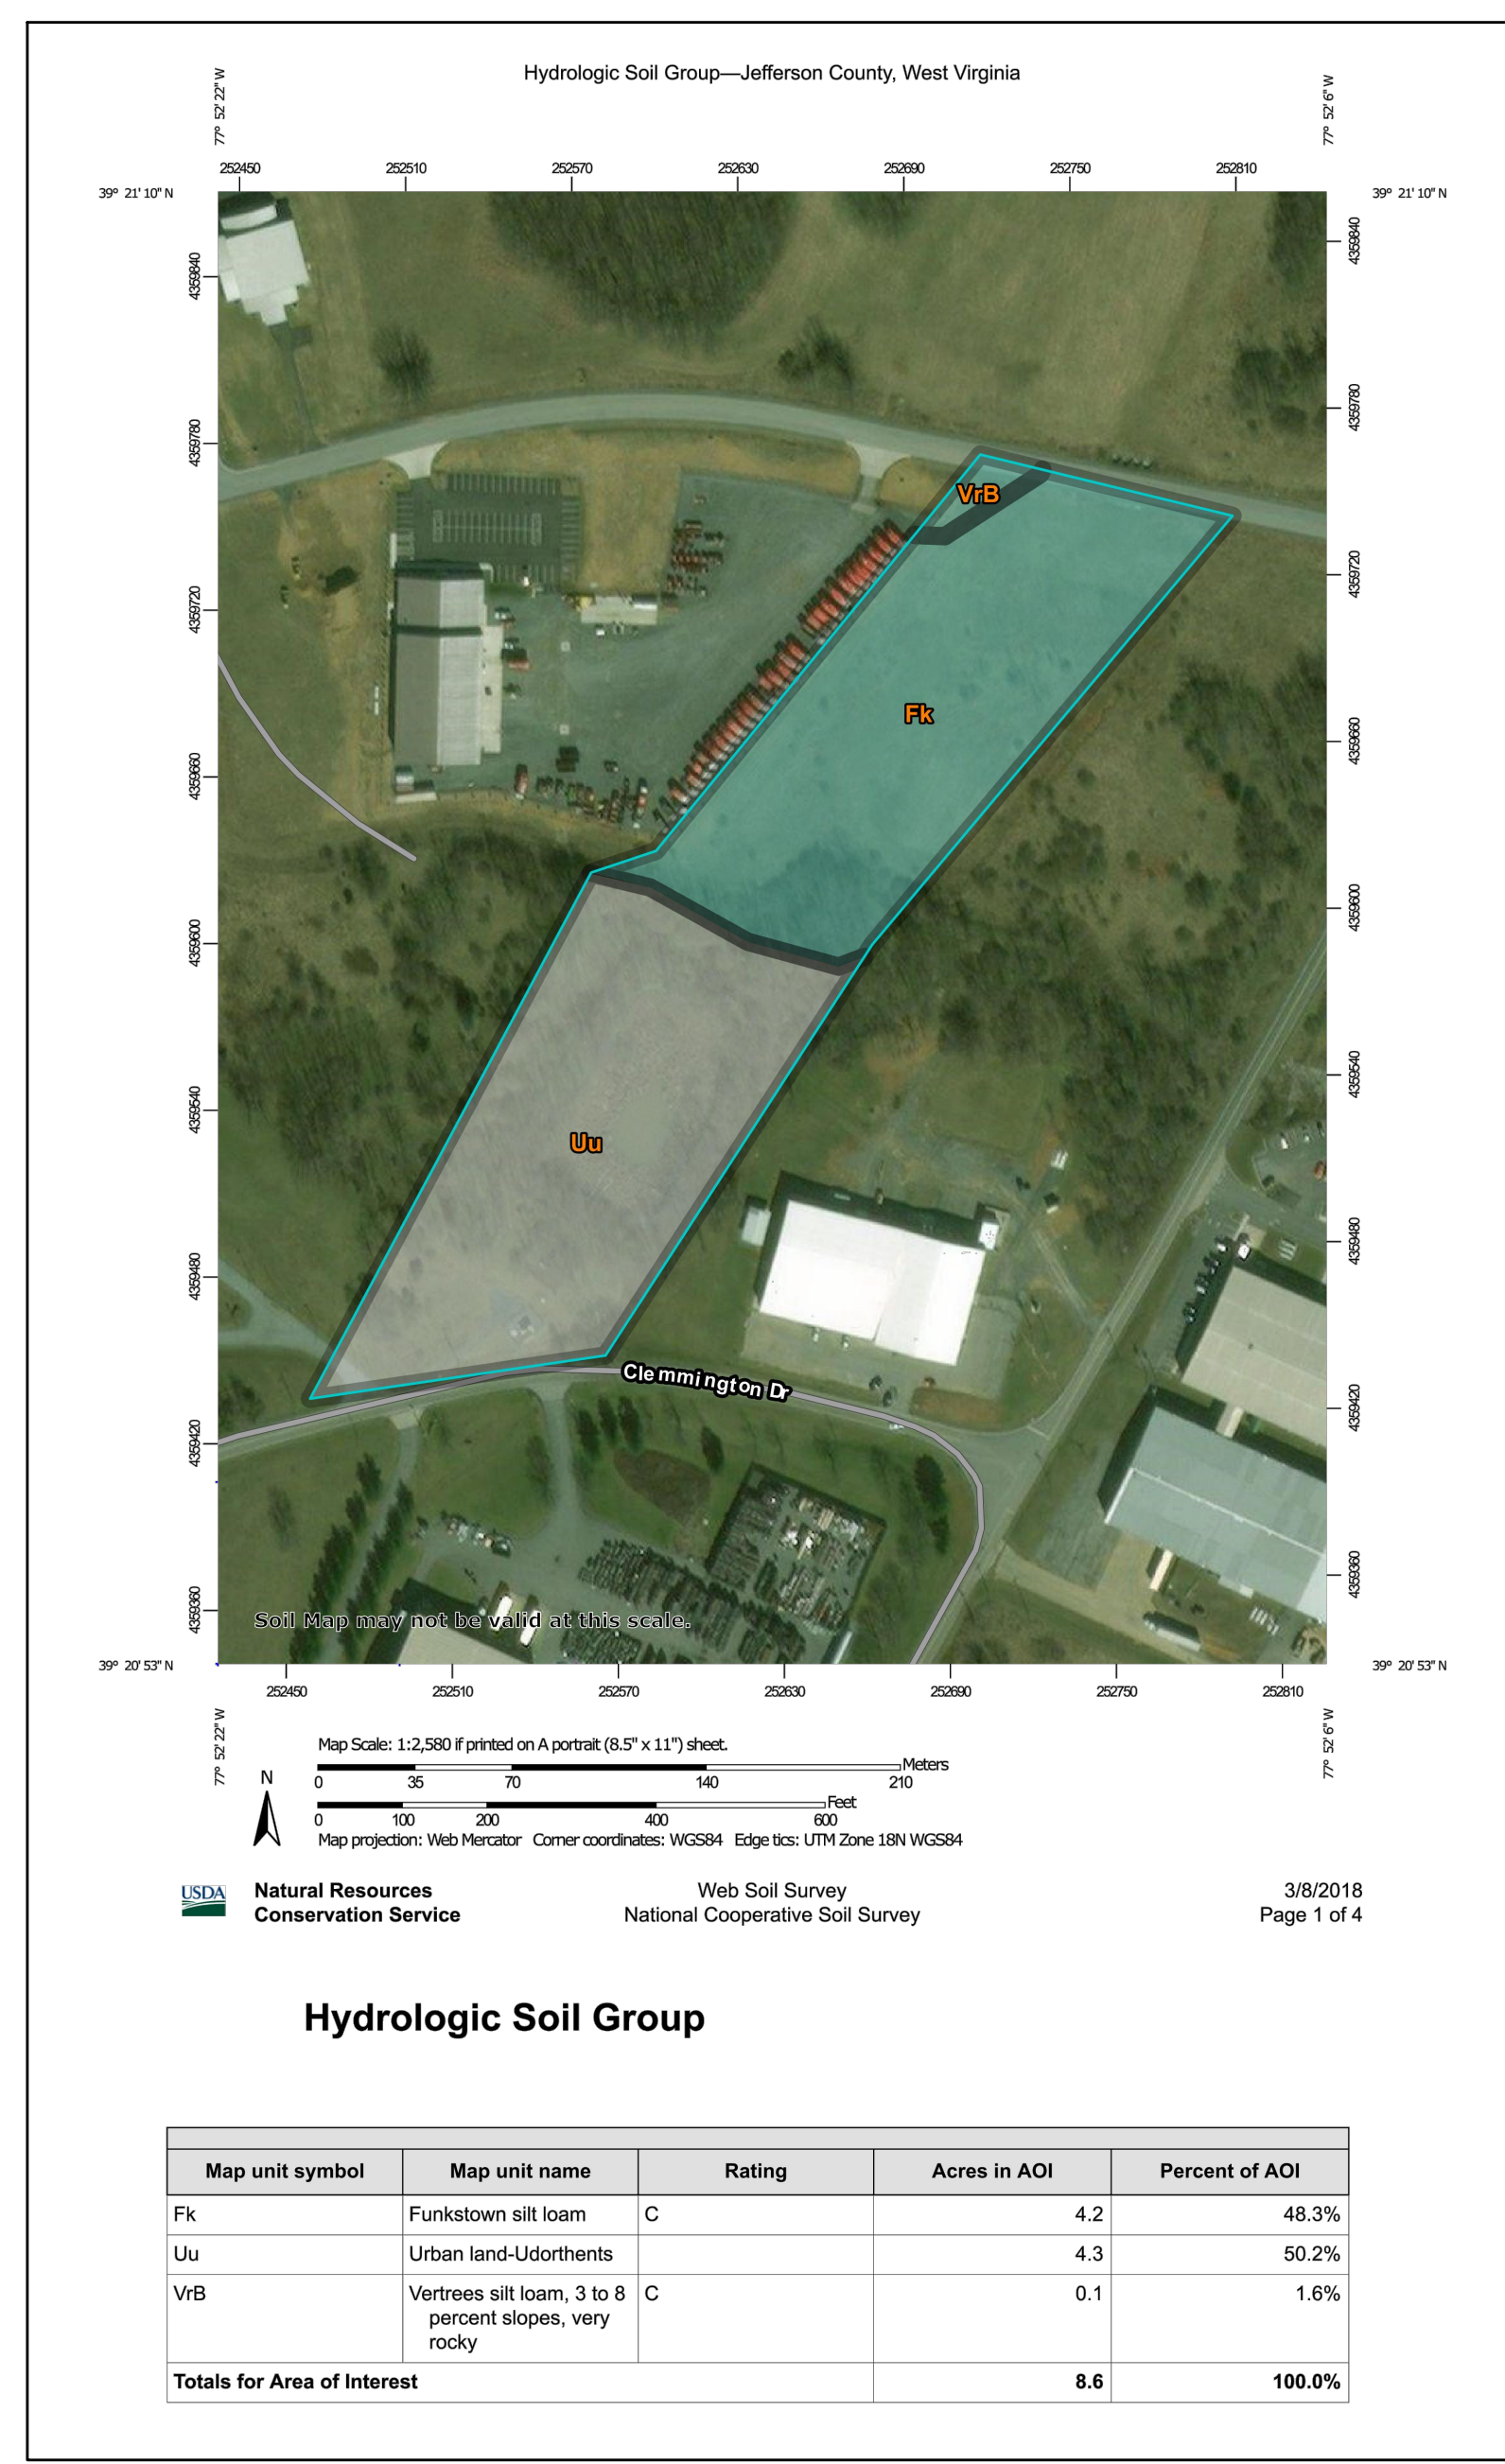 Hydrologic Soil Group—Jefferson County, West Virginia
77° 52' 22" W
77° 52' 6" W
252450 252510 252570 252630 252690 252750 252810
39° 21' 10" N
39° 21' 10" N
4359840
4359780
4359720
4359660
4359600
4359540
4359480
4359420
4359360
4359840
4359780
4359720
4359660
4359600
4359540
4359480
4359420
4359360
VrB
Fk
Uu
Clemmington Dr
Soil Map may not be valid at this scale.
39° 20' 53" N
39° 20' 53" N
252450 252510 252570 252630 252690 252750 252810
77° 52' 22" W
77° 52' 6" W
Map Scale: 1:2,580 if printed on A portrait (8.5" x 11") sheet.
Meters
0 35 70 140 210
Feet
0 100 200 400 600
N
Map projection: Web Mercator Corner coordinates: WGS84 Edge tics: UTM Zone 18N WGS84
USDA
Natural Resources
Conservation Service
Web Soil Survey
National Cooperative Soil Survey
3/8/2018
Page 1 of 4
Hydrologic Soil Group
Map unit symbol Map unit name Rating Acres in AOI Percent of AOI
Fk Funkstown silt loam C 4.2 48.3%
Uu Urban land-Udorthents 4.3 50.2%
VrB Vertrees silt loam, 3 to 8 C 0.1 1.6%
percent slopes, very
rocky
Totals for Area of Interest 8.6 100.0%